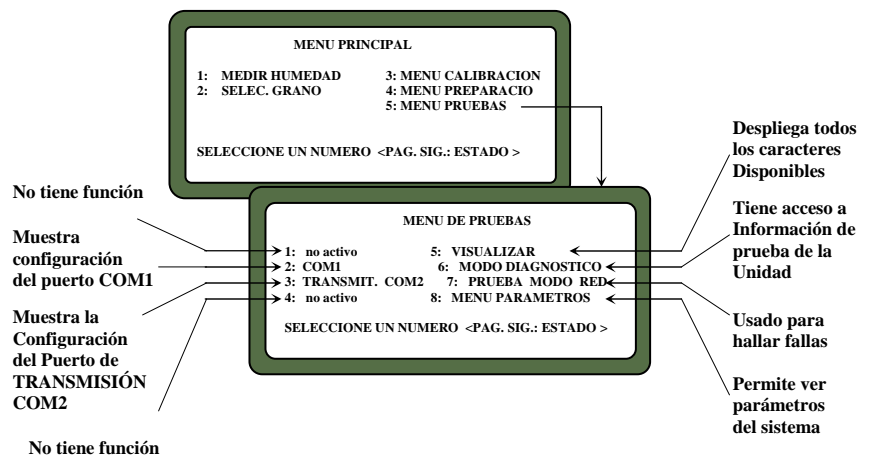 MENU PRINCIPAL
1: MEDIR HUMEDAD 3: MENU CALIBRACION
2: SELEC. GRANO 4: MENU PREPARACIO
5: MENU PRUEBAS
SELECCIONE UN NUMERO <PAG. SIG.: ESTADO >
Despliega todos
los caracteres
Disponibles
No tiene función
Muestra
configuración
del puerto COM1
Muestra la
Configuración
del Puerto de
TRANSMISIÓN
COM2
No tiene función
MENU DE PRUEBAS
1: no activo 5: VISUALIZAR
2: COM1 6: MODO DIAGNOSTICO
3: TRANSMIT. COM2 7: PRUEBA MODO RED
4: no activo 8: MENU PARAMETROS
SELECCIONE UN NUMERO <PAG. SIG.: ESTADO >
Tiene acceso a
Información de
prueba de la
Unidad
Usado para
hallar fallas
Permite ver
parámetros
del sistema